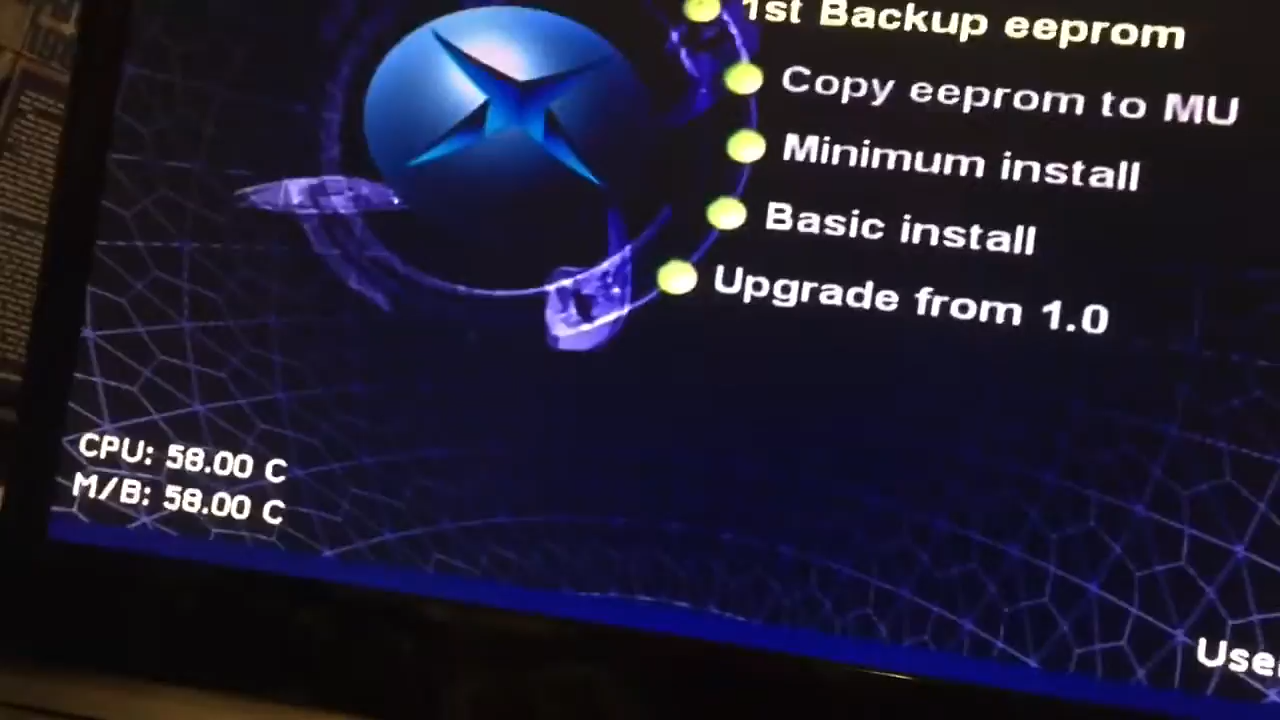 1st Backup eeprom
Copy eeprom to MU
Minimum install
Basic install
Upgrade from 1.0
CPU: 58.00 C
M/B: 58.00 C